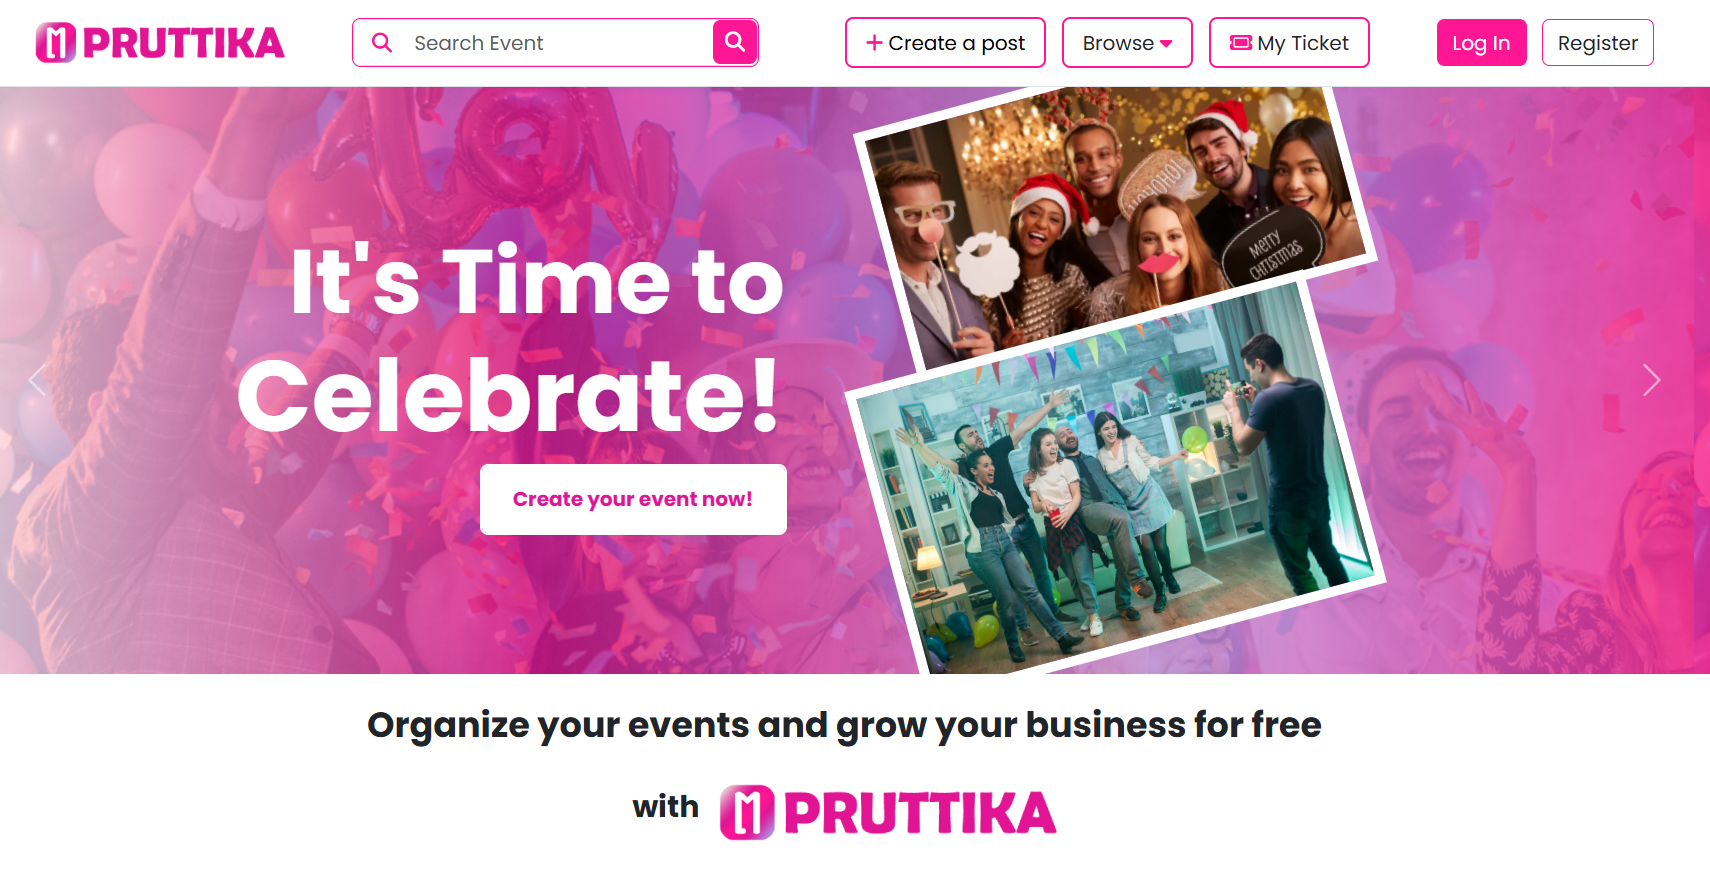 PRUTTIKA
Search Event
Create a post
Browse
My Ticket
Log In
Register
HOHOHO!
MERRY
CHRISTMAS
It's Time to
Celebrate!
Create your event now!
Organize your events and grow your business for free
with PRUTTIKA